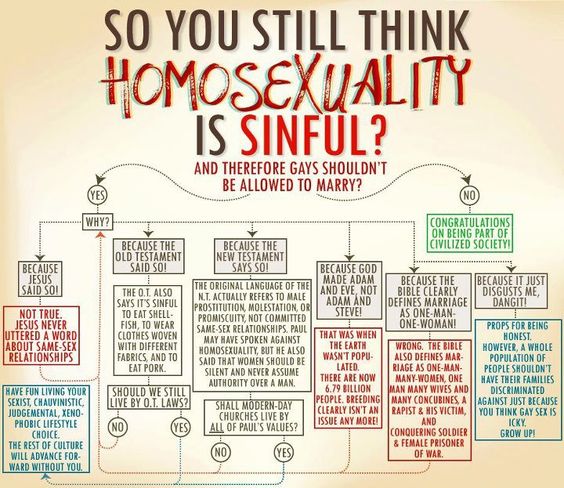 SO YOU STILL THINK
HOMOSEXUALITY
IS SINFUL?
AND THEREFORE GAYS SHOULDN'T
BE ALLOWED TO MARRY?
YES
NO
WHY?
CONGRATULATIONS
ON BEING PART OF
CIVILIZED SOCIETY!
BECAUSE
JESUS
SAID SO!
NOT TRUE.
JESUS NEVER
UTTERED A WORD
ABOUT SAME-SEX
RELATIONSHIPS
BECAUSE THE
OLD TESTAMENT
SAID SO!
THE O.T. ALSO
SAYS IT'S SINFUL
TO EAT SHELL-
FISH, TO WEAR
CLOTHES WOVEN
WITH DIFFERENT
FABRICS, AND TO
EAT PORK.
SHOULD WE STILL
LIVE BY O.T. LAWS?
NO
YES
BECAUSE THE
NEW TESTAMENT
SAYS SO!
THE ORIGINAL LANGUAGE OF THE
N.T. ACTUALLY REFERS TO MALE
PROSTITUTION, MOLESTATION, OR
PROMISCUITY, NOT COMMITTED
SAME-SEX RELATIONSHIPS. PAUL
MAY HAVE SPOKEN AGAINST
HOMOSEXUALITY, BUT HE ALSO
SAID THAT WOMEN SHOULD BE
SILENT AND NEVER ASSUME
AUTHORITY OVER A MAN.
SHALL MODERN-DAY
CHURCHES LIVE BY
ALL OF PAUL'S VALUES?
NO
YES
BECAUSE GOD
MADE ADAM
AND EVE, NOT
ADAM AND
STEVE!
THAT WAS WHEN
THE EARTH
WASN'T POPU-
LATED.
THERE ARE NOW
6.79 BILLION
PEOPLE. BREEDING
CLEARLY ISN'T AN
ISSUE ANY MORE!
BECAUSE THE
BIBLE CLEARLY
DEFINES MARRIAGE
AS ONE-MAN-
ONE-WOMAN!
WRONG. THE BIBLE
ALSO DEFINES MAR-
RIAGE AS ONE-MAN-
MANY-WOMEN, ONE
MAN MANY WIVES AND
MANY CONCUBINES, A
RAPIST & HIS VICTIM,
AND
CONQUERING SOLDIER
& FEMALE PRISONER
OF WAR.
BECAUSE IT JUST
DISGUSTS ME,
DANGIT!
PROPS FOR BEING
HONEST.
HOWEVER, A WHOLE
POPULATION OF
PEOPLE SHOULDN'T
HAVE THEIR FAMILIES
DISCRIMINATED
AGAINST JUST BECAUSE
YOU THINK GAY SEX IS
ICKY.
GROW UP!
HAVE FUN LIVING YOUR
SEXIST, CHAUVINISTIC,
JUDGEMENTAL, XENO-
PHOBIC LIFESTYLE
CHOICE.
THE REST OF CULTURE
WILL ADVANCE FOR-
WARD WITHOUT YOU.